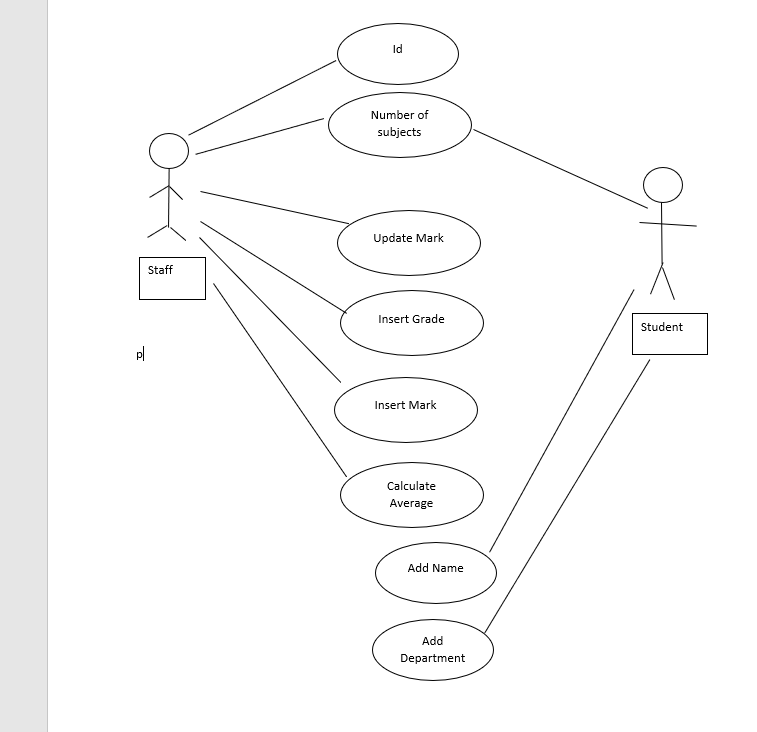 Id
Number of
subjects
Update Mark
Staff
Insert Grade
Student
p
Insert Mark
Calculate
Average
Add Name
Add
Department